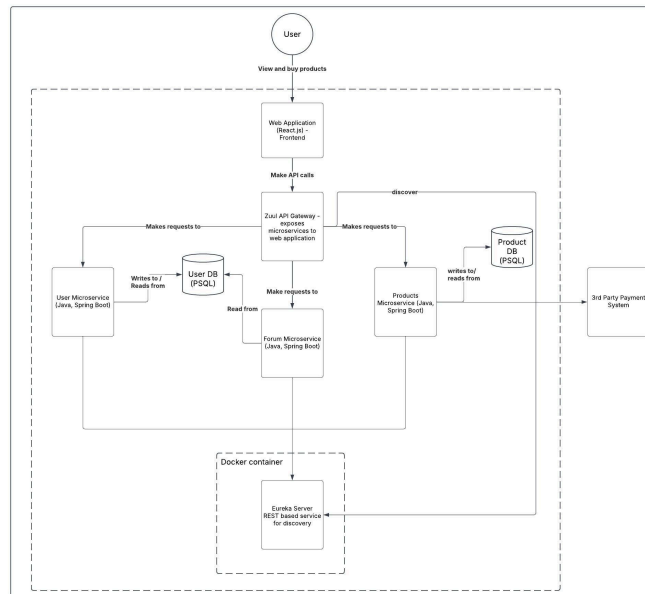 User
View and buy products
Web Application
(React.js) -
Frontend
Make API calls
discover
Zuul API Gateway -
exposes
microservices to
web application
Makes requests to
Makes requests to
Product
DB
(PSQL)
User DB
(PSQL)
Writes to /
Reads from
User Microservice
(Java, Spring Boot)
Make requests to
writes to/
reads from
Products
Microservice (Java,
Spring Boot)
3rd Party Payment
System
Read from
Forum Microservice
(Java, Spring Boot)
Docker container
Eureka Server
REST based service
for discovery